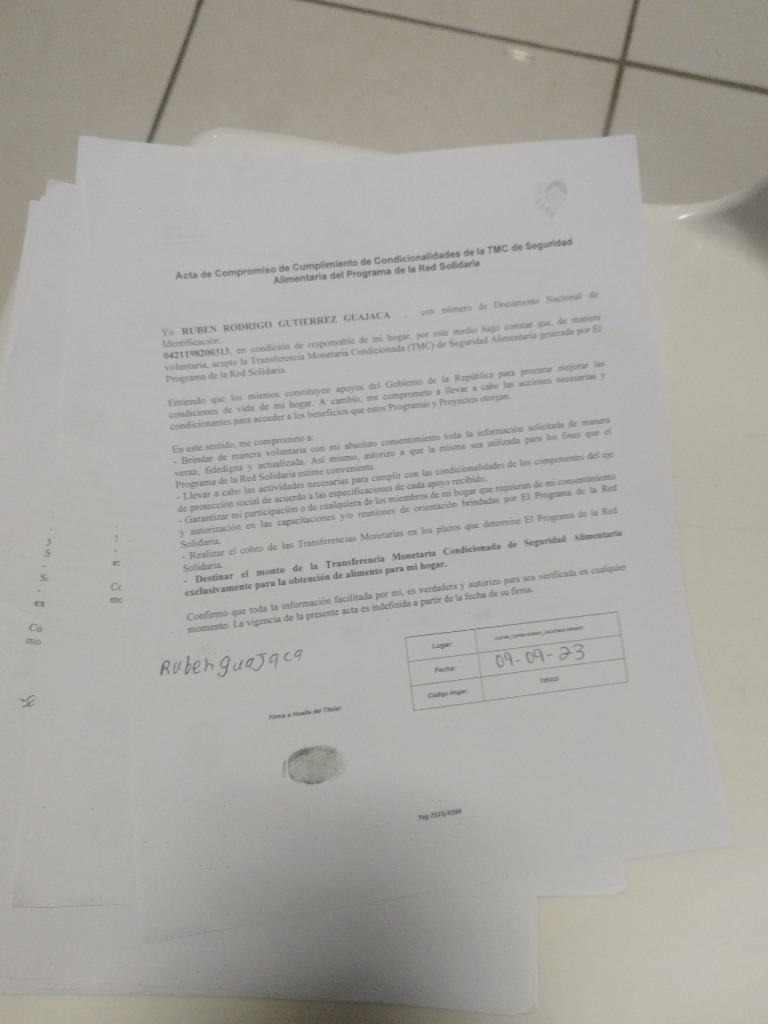 Acta de Compromiso de Cumplimiento de Condicionalidades de la TMC de Seguridad
Alimentaria del Programa de la Red Solidaria
Yo RUBEN RODRIGO GUTIERREZ GUAJACA , con número de Documento Nacional de
Identificación:
0421198200313, en condición de responsable de mi hogar, por este medio hago constar que, de manera
voluntaria, acepto la Transferencia Monetaria Condicionada (TMC) de Seguridad Alimentaria generada por El
Programa de la Red Solidaria.
Entiendo que los mismos constituyen apoyos del Gobierno de la República para procurar mejorar las
condiciones de vida de mi hogar. A cambio, me comprometo a llevar a cabo las acciones necesarias y
condicionantes para acceder a los beneficios que estos Programas y Proyectos otorgan.
En este sentido, me comprometo a:
- Brindar de manera voluntaria con mi absoluto consentimiento toda la información solicitada de manera
veraz, fidedigna y actualizada. Así mismo, autorizo a que la misma sea utilizada para los fines que el
Programa de la Red Solidaria estime conveniente.
- Llevar a cabo las actividades necesarias para cumplir con las condicionalidades de los componentes del eje
de protección social de acuerdo a las especificaciones de cada apoyo recibido.
- Garantizar mi participación o de cualquiera de los miembros de mi hogar que requieran de mi consentimiento
y autorización en las capacitaciones y/o reuniones de orientación brindadas por El Programa de la Red
Solidaria.
- Realizar el cobro de las Transferencias Monetarias en los plazos que determine El Programa de la Red
Solidaria.
- Destinar el monto de la Transferencia Monetaria Condicionada de Seguridad Alimentaria
exclusivamente para la obtención de alimento para mi hogar.
Confirmo que toda la información facilitada por mí, es verdadera y autorizo para sea verificada en cualquier
momento. La vigencia de la presente acta es indefinida a partir de la fecha de su firma.
Ruben guajaca
Firma o Huella del Titular
Lugar:
Fecha: 09-09-23
Código Hogar:
Pag 2323/4394